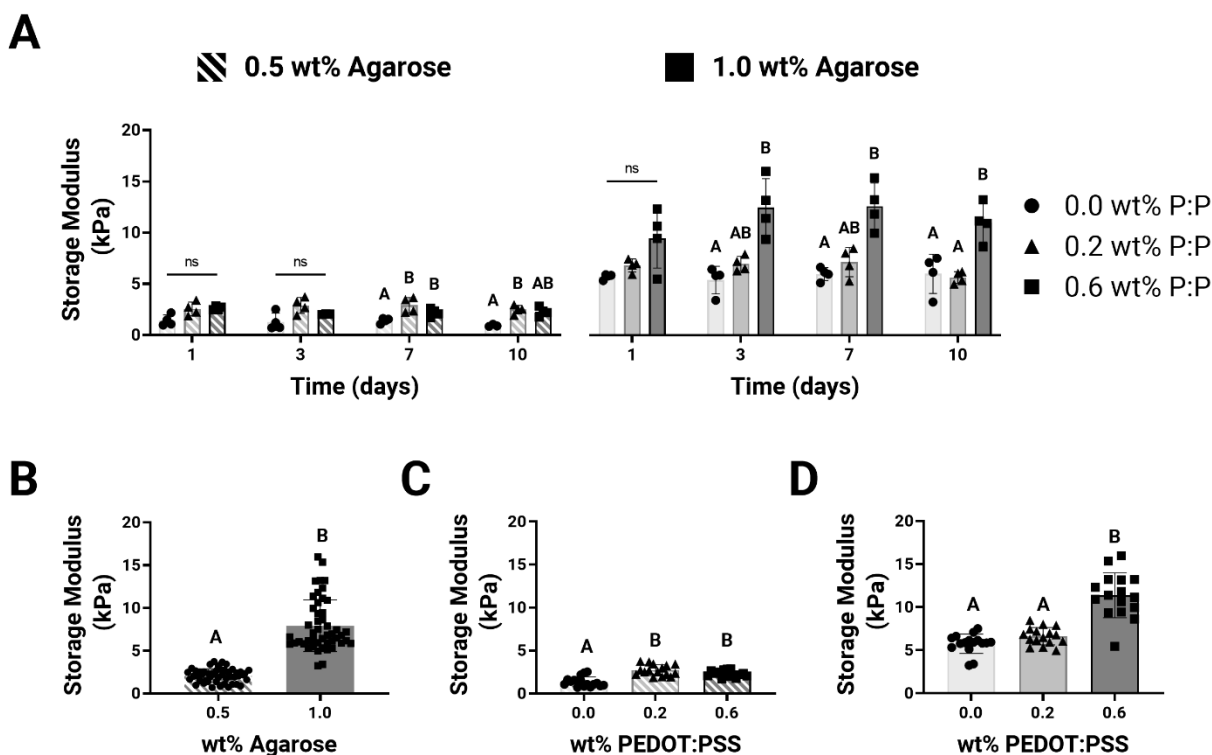 A
0.5 wt% Agarose
1.0 wt% Agarose
Storage Modulus
(kPa)
20
15
10
5
0
ns
ns
A
B
B
A
B
AB
1
3
7
10
Time (days)
ns
A
AB
B
A
AB
B
A
A
B
1
3
7
10
Time (days)
0.0 wt% P:P
0.2 wt% P:P
0.6 wt% P:P
B
Storage Modulus
(kPa)
20
15
10
5
0
A
B
0.5
1.0
wt% Agarose
C
Storage Modulus
(kPa)
20
15
10
5
0
A
B
B
0.0
0.2
0.6
wt% PEDOT:PSS
D
Storage Modulus
(kPa)
20
15
10
5
0
A
A
B
0.0
0.2
0.6
wt% PEDOT:PSS